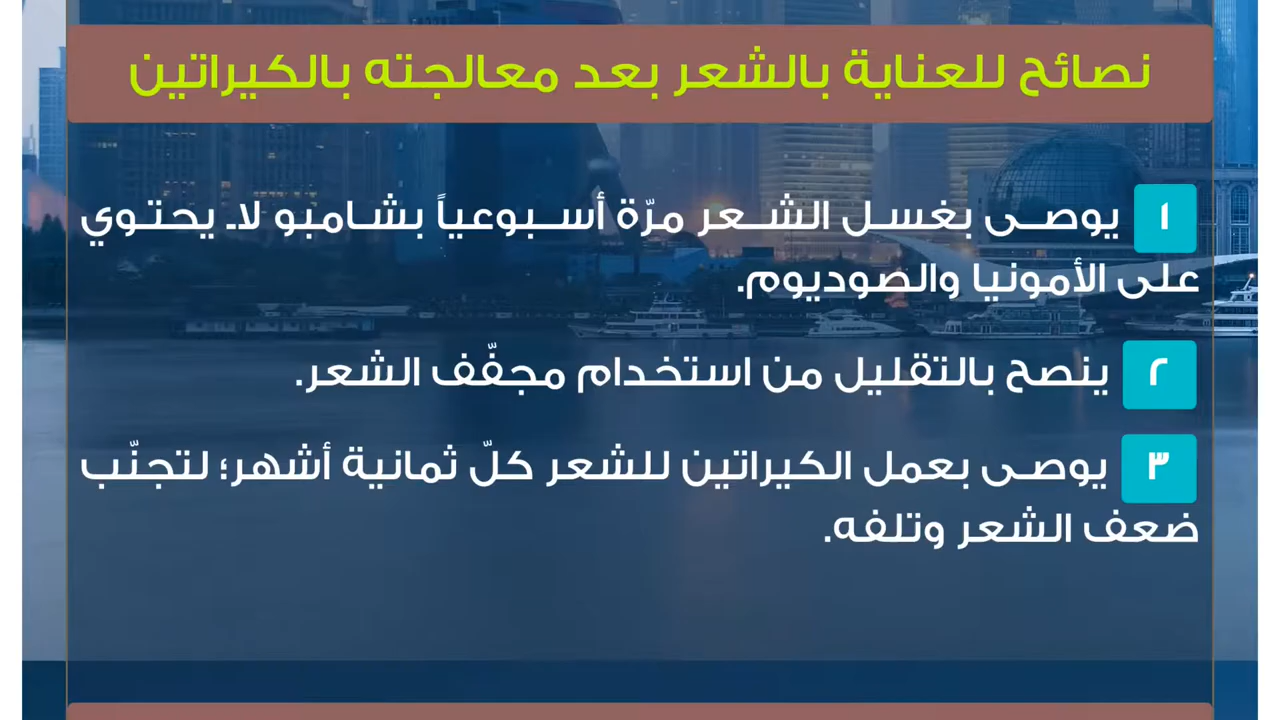 نصائح للعناية بالشعر بعد معالجته بالكيراتين
١ يوصى بغسل الشعر مرّة أسبوعياً بشامبو لا يحتوي
على الأمونيا والصوديوم.
٢ ينصح بالتقليل من استخدام مجفّف الشعر.
٣ يوصى بعمل الكيراتين للشعر كلّ ثمانية أشهر؛ لتجنّب
ضعف الشعر وتلفه.